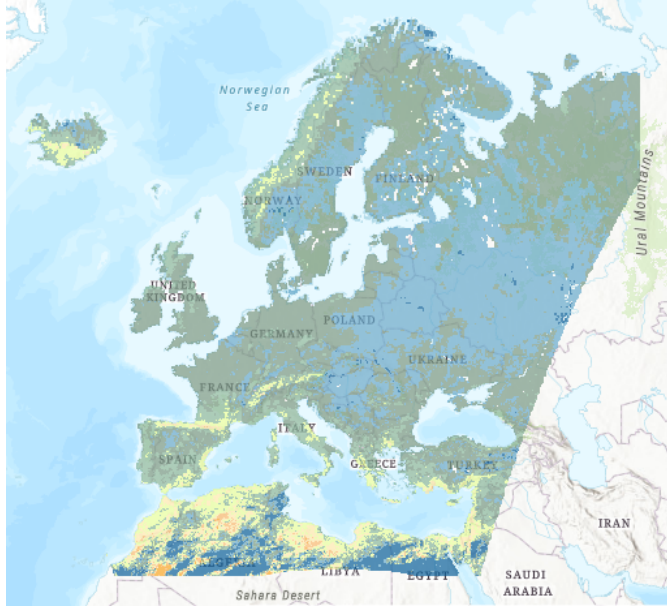 Norwegian
Sea
SWEDEN
FINLAND
NORWAY
Ural Mountains
UNITED
KINGDOM
POLAND
GERMANY
UKRAINE
FRANCE
ITALY
SPAIN
GREECE
TURKEY
IRAN
ALGERIA
LIBYA
EGYPT
SAUDI
ARABIA
Sahara Desert